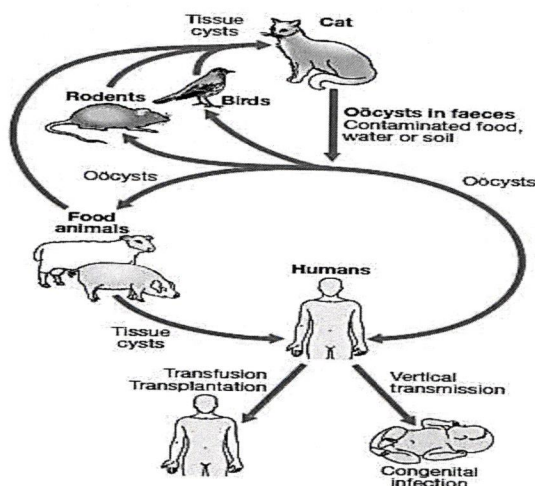 Tissue
cysts
Cat
Rodents
Birds
Oöcysts in faeces
Contaminated food,
water or soil
Oöcysts
Oöcysts
Food
animals
Humans
Tissue
cysts
Transfusion
Transplantation
Vertical
transmission
Congenital
infection